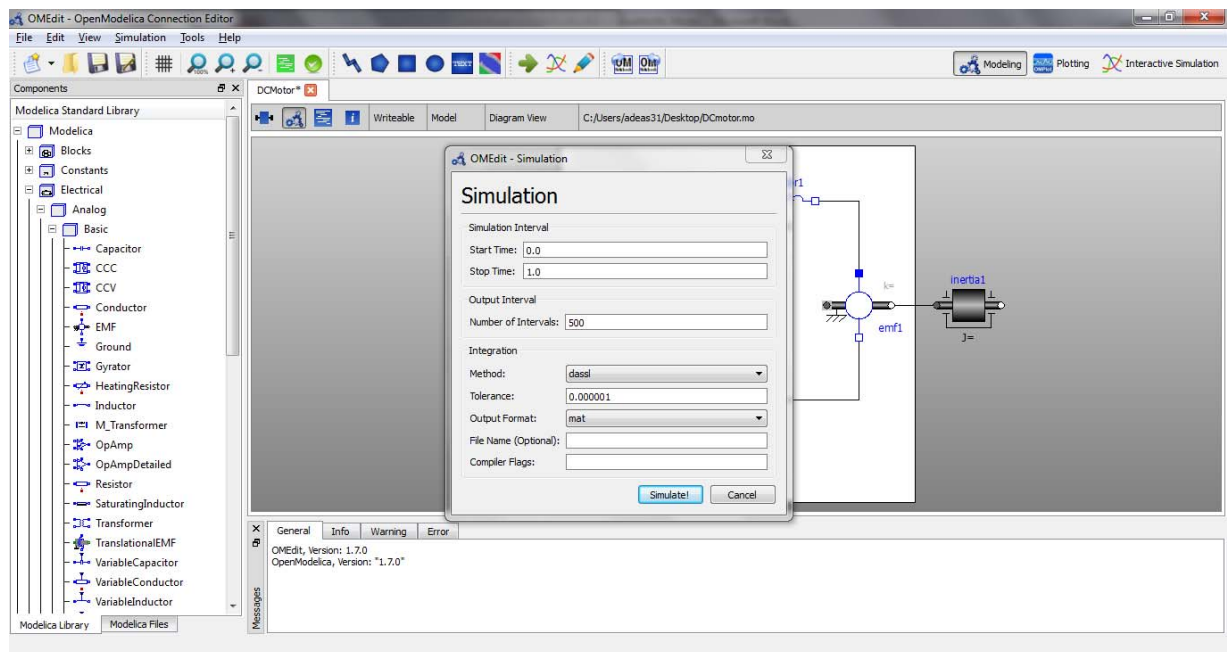 OMEdit - OpenModelica Connection Editor
File Edit View Simulation Tools Help
TEXT
Modeling Plotting Interactive Simulation
Components
DCMotor*
Modelica Standard Library
Writeable Model Diagram View C:/Users/adeas31/Desktop/DCmotor.mo
Modelica
Blocks
Constants
Electrical
Analog
Basic
Capacitor
CCC
CCV
Conductor
EMF
Ground
Gyrator
HeatingResistor
Inductor
M_Transformer
OpAmp
OpAmpDetailed
Resistor
SaturatingInductor
Transformer
TranslationalEMF
VariableCapacitor
VariableConductor
VariableInductor
Modelica Library Modelica Files
OMEdit - Simulation
Simulation
Simulation Interval
Start Time: 0.0
Stop Time: 1.0
Output Interval
Number of Intervals: 500
Integration
Method: dassl
Tolerance: 0.000001
Output Format: mat
File Name (Optional):
Compiler Flags:
Simulate! Cancel
r1
k=
emf1
inertia1
J=
General Info Warning Error
OMEdit, Version: 1.7.0
OpenModelica, Version: "1.7.0"
Messages